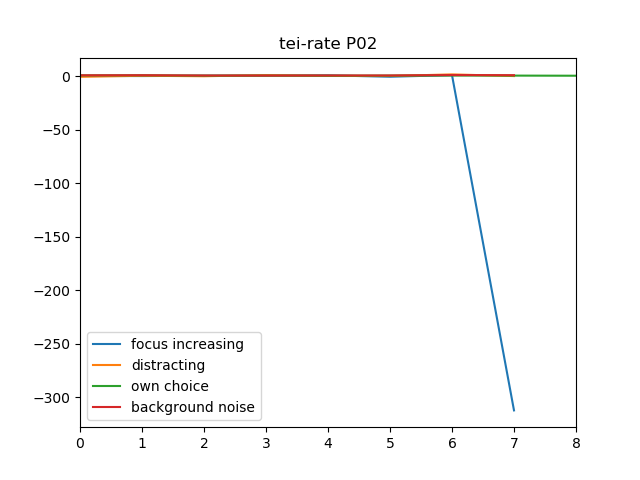 tei-rate P02
0
−50
−100
−150
−200
−250
−300
focus increasing
distracting
own choice
background noise
0 1 2 3 4 5 6 7 8